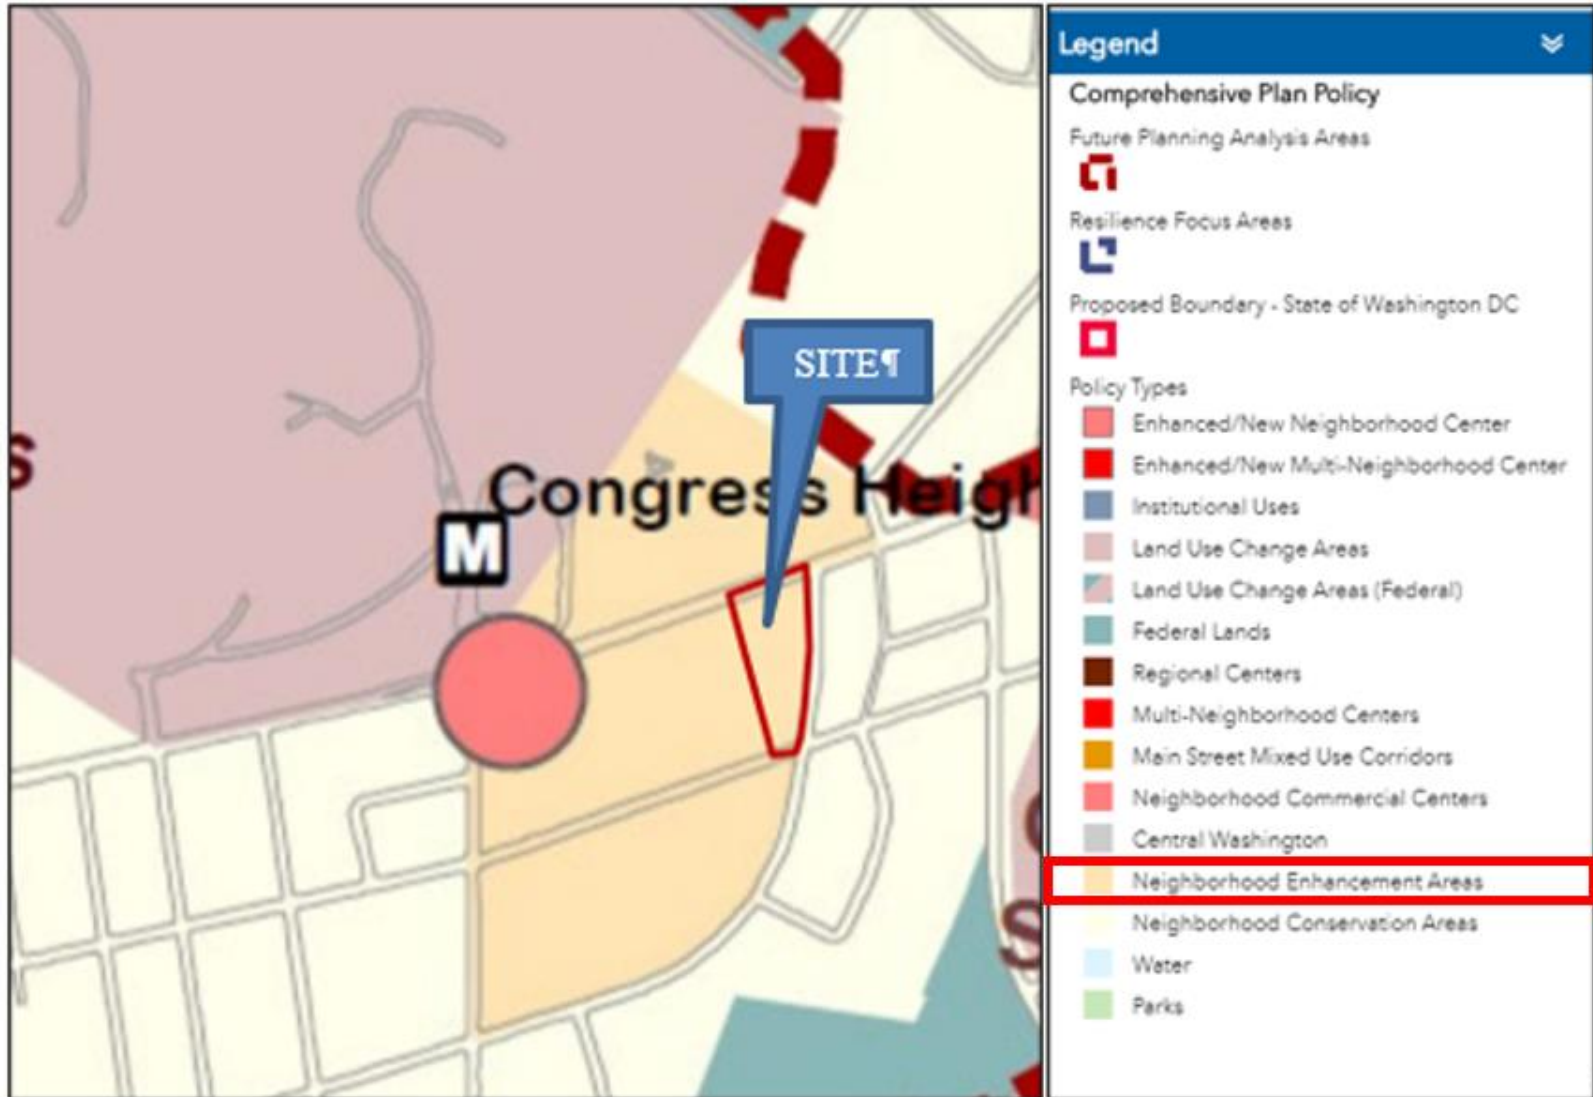 SITE¶
Congress Heigh
M
s
S
Legend
Comprehensive Plan Policy
Future Planning Analysis Areas
Resilience Focus Areas
Proposed Boundary - State of Washington DC
Policy Types
Enhanced/New Neighborhood Center
Enhanced/New Multi-Neighborhood Center
Institutional Uses
Land Use Change Areas
Land Use Change Areas (Federal)
Federal Lands
Regional Centers
Multi-Neighborhood Centers
Main Street Mixed Use Corridors
Neighborhood Commercial Centers
Central Washington
Neighborhood Enhancement Areas
Neighborhood Conservation Areas
Water
Parks